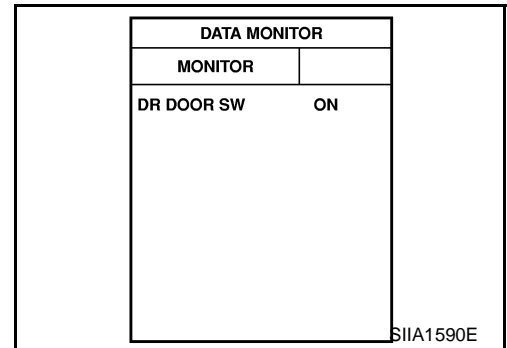 DATA MONITOR
MONITOR
DR DOOR SW ON
SIIA1590E